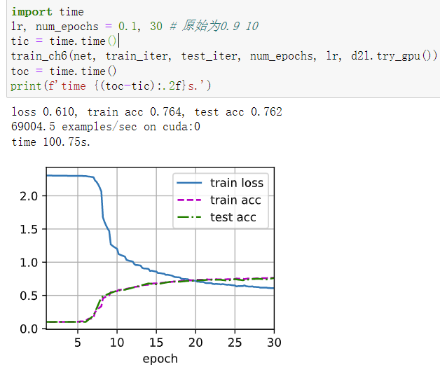 import time
lr, num_epochs = 0.1, 30 # 原始为0.9 10
tic = time.time()
train_ch6(net, train_iter, test_iter, num_epochs, lr, d2l.try_gpu())
toc = time.time()
print(f'time {(toc-tic):.2f}s.')
loss 0.610, train acc 0.764, test acc 0.762
69004.5 examples/sec on cuda:0
time 100.75s.
train loss
train acc
test acc
2.0
1.5
1.0
0.5
0.0
5 10 15 20 25 30
epoch